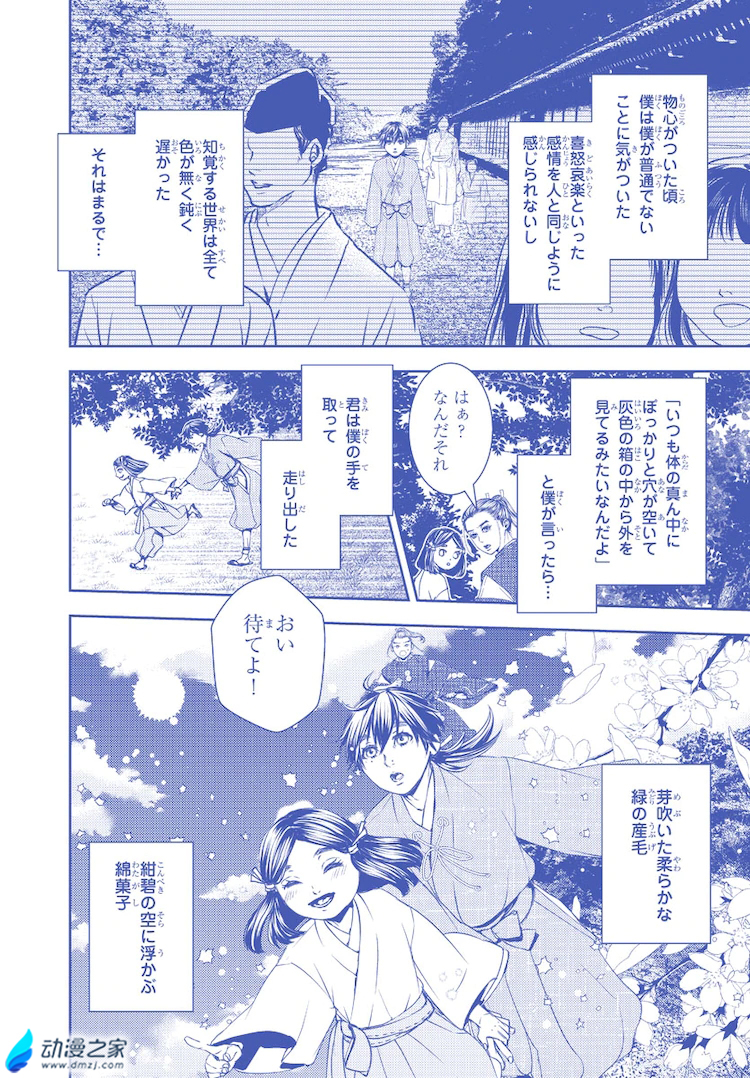 物心がついた頃
僕は僕が普通でない
ことに気がついた
喜怒哀楽といった
感情を人と同じように
感じられないし
知覚する世界は全て
色が無く鈍く
遅かった
それはまるで…
「いつも体の真ん中に
ぽっかりと穴が空いて
灰色の箱の中から外を
見てるみたいなんだよ」
と僕が言ったら…
はぁ?
なんだそれ
君は僕の手を
取って
走り出した
おい
待てよ!
芽吹いた柔らかな
緑の産毛
紺碧の空に浮かぶ
綿菓子
动漫之家
www.dmzj.com